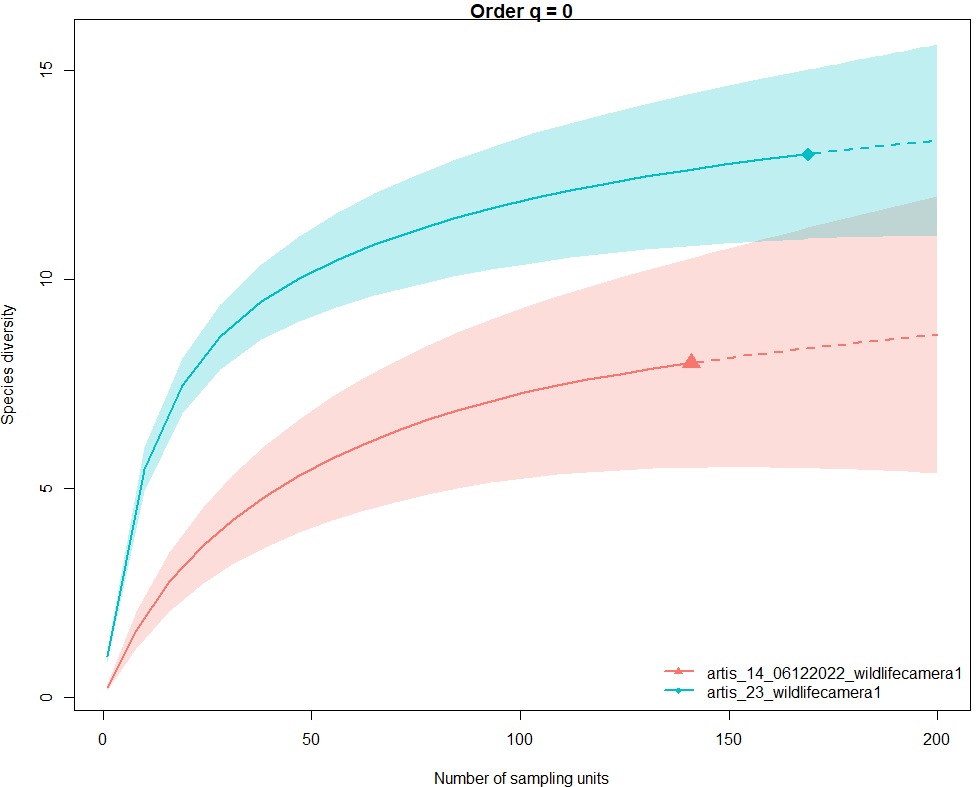 Order q = 0
Species diversity
15
10
5
0
0 50 100 150 200
Number of sampling units
artis_14_06122022_wildlifecamera1
artis_23_wildlifecamera1